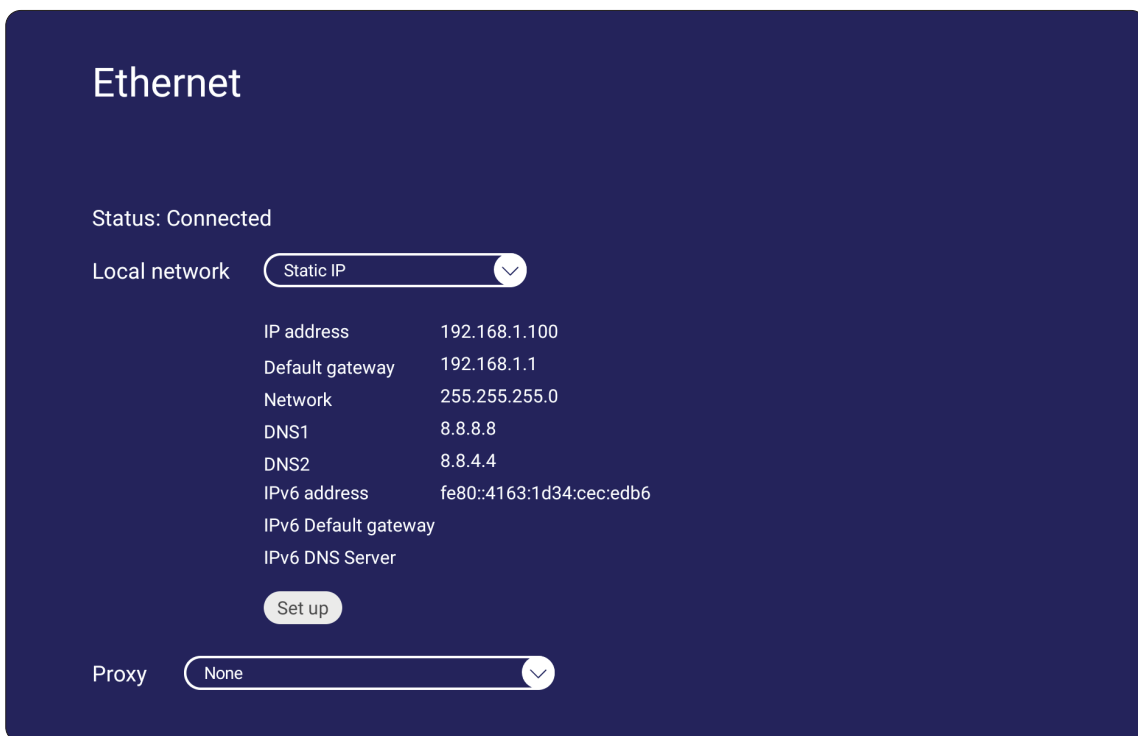 Ethernet
Status: Connected
Local network Static IP
IP address 192.168.1.100
Default gateway 192.168.1.1
Network 255.255.255.0
DNS1 8.8.8.8
DNS2 8.8.4.4
IPv6 address fe80::4163:1d34:cec:edb6
IPv6 Default gateway
IPv6 DNS Server
Set up
Proxy None